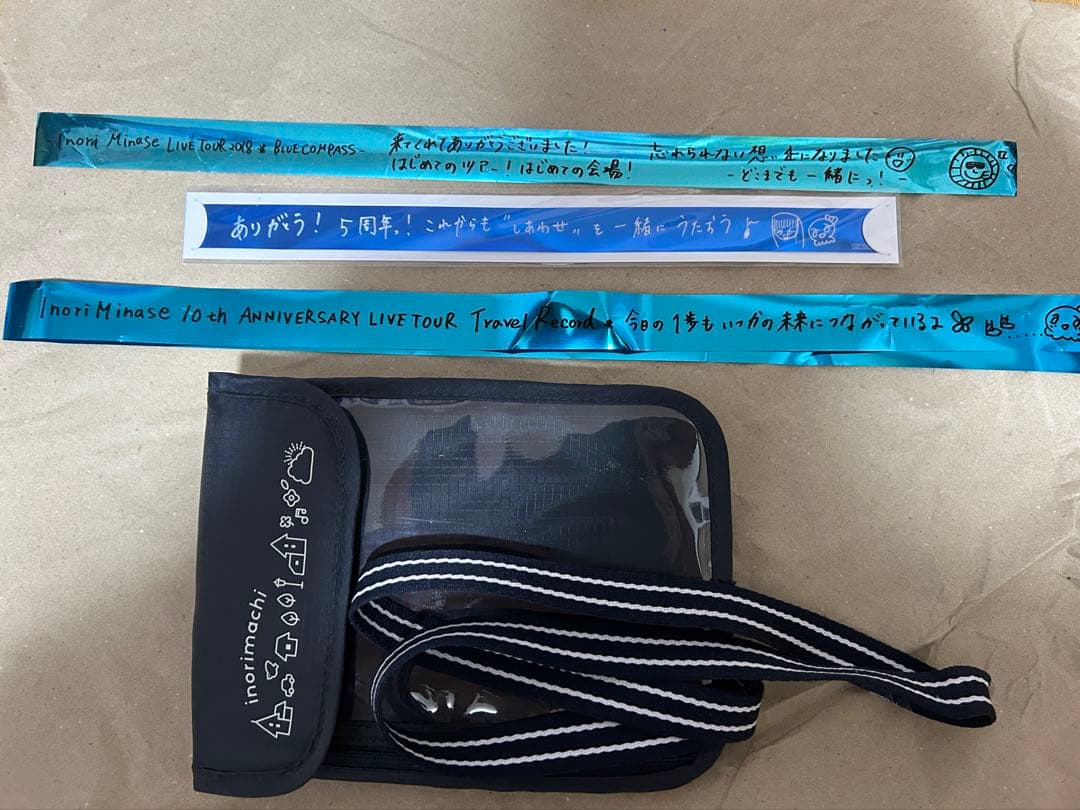 Inori Minase LIVE TOUR 2018 * BLUE COMPASS -
来てくれてありがとうございました!
はじめてのツアー!はじめての会場!
忘れられない想い出になりました
-どこまでも一緒にっ!-
ありがとう! 5周年っ! これからも"しあわせ"を一緒にうたおう♪
Inori Minase 10th ANNIVERSARY LIVE TOUR Travel Record * 今日の1歩もいつかの未来につながっているよ
inorimachi